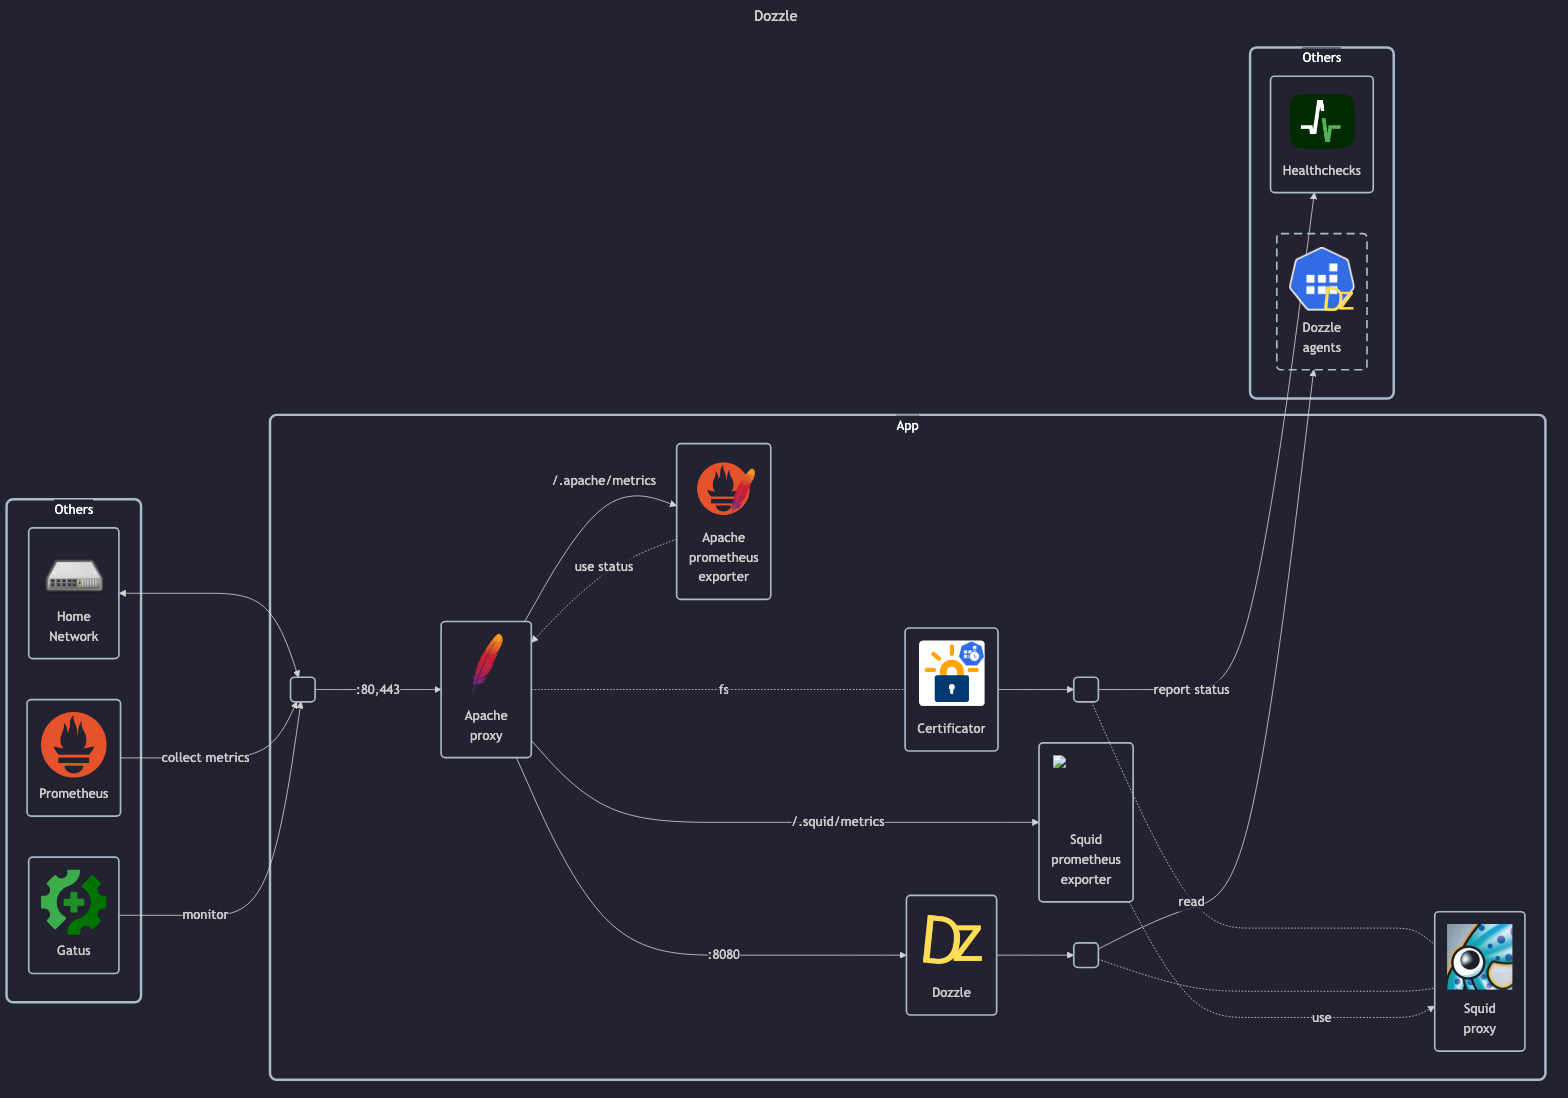 Dozzle
Others
Healthchecks
Dz
Dozzle
agents
App
/.apache/metrics
Apache
prometheus
exporter
use status
Others
Home
Network
:80,443
Apache
proxy
fs
Certificator
report status
collect metrics
Prometheus
/.squid/metrics
Squid
prometheus
exporter
monitor
Gatus
read
:8080
Dz
Dozzle
use
Squid
proxy